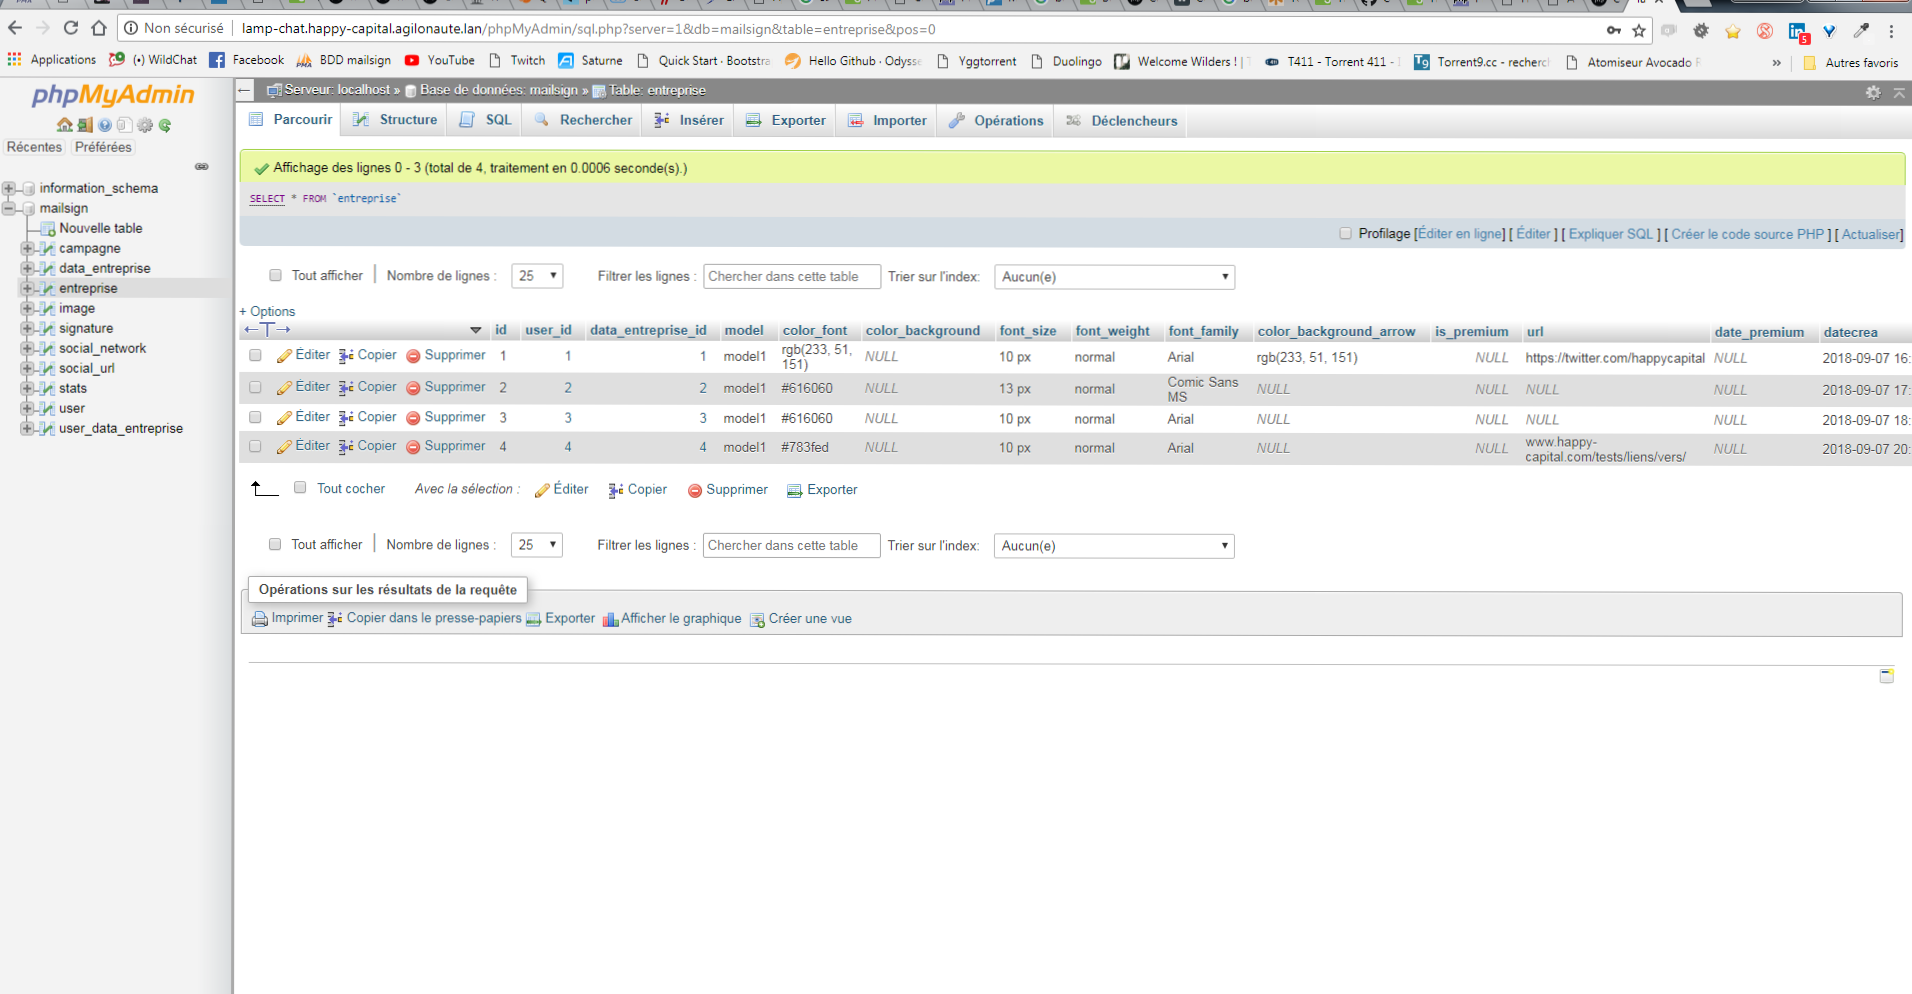 Non sécurisé | lamp-chat.happy-capital.agilonaute.lan/phpMyAdmin/sql.php?server=1&db=mailsign&table=entreprise&pos=0
5
Applications (·) WildChat Facebook BDD mailsign YouTube Twitch Saturne Quick Start · Bootstra Hello Github · Odysse Yggtorrent Duolingo Welcome Wilders ! | T411 - Torrent 411 - Torrent9.cc - recherc Atomiseur Avocado » Autres favoris
phpMyAdmin
Récentes Préférées
information_schema
mailsign
Nouvelle table
campagne
data_entreprise
entreprise
image
signature
social_network
social_url
stats
user
user_data_entreprise
Serveur: localhost » Base de données: mailsign » Table: entreprise
Parcourir Structure SQL Rechercher Insérer Exporter Importer Opérations Déclencheurs
Affichage des lignes 0 - 3 (total de 4, traitement en 0.0006 seconde(s).)
SELECT * FROM `entreprise`
Profilage [Éditer en ligne] [ Éditer ] [ Expliquer SQL ] [ Créer le code source PHP ] [ Actualiser]
Tout afficher | Nombre de lignes : 25 Filtrer les lignes : Chercher dans cette table Trier sur l'index: Aucun(e)
+ Options
←T→ id user_id data_entreprise_id model color_font color_background font_size font_weight font_family color_background_arrow is_premium url date_premium datecrea
Éditer Copier Supprimer 1 1 1 model1 rgb(233, 51, 151) NULL 10 px normal Arial rgb(233, 51, 151) NULL https://twitter.com/happycapital NULL 2018-09-07 16:
Éditer Copier Supprimer 2 2 2 model1 #616060 NULL 13 px normal Comic Sans MS NULL NULL NULL NULL 2018-09-07 17:
Éditer Copier Supprimer 3 3 3 model1 #616060 NULL 10 px normal Arial NULL NULL NULL NULL 2018-09-07 18:
Éditer Copier Supprimer 4 4 4 model1 #783fed NULL 10 px normal Arial NULL NULL www.happy-capital.com/tests/liens/vers/ NULL 2018-09-07 20:
Tout cocher Avec la sélection : Éditer Copier Supprimer Exporter
Tout afficher | Nombre de lignes : 25 Filtrer les lignes : Chercher dans cette table Trier sur l'index: Aucun(e)
Opérations sur les résultats de la requête
Imprimer Copier dans le presse-papiers Exporter Afficher le graphique Créer une vue